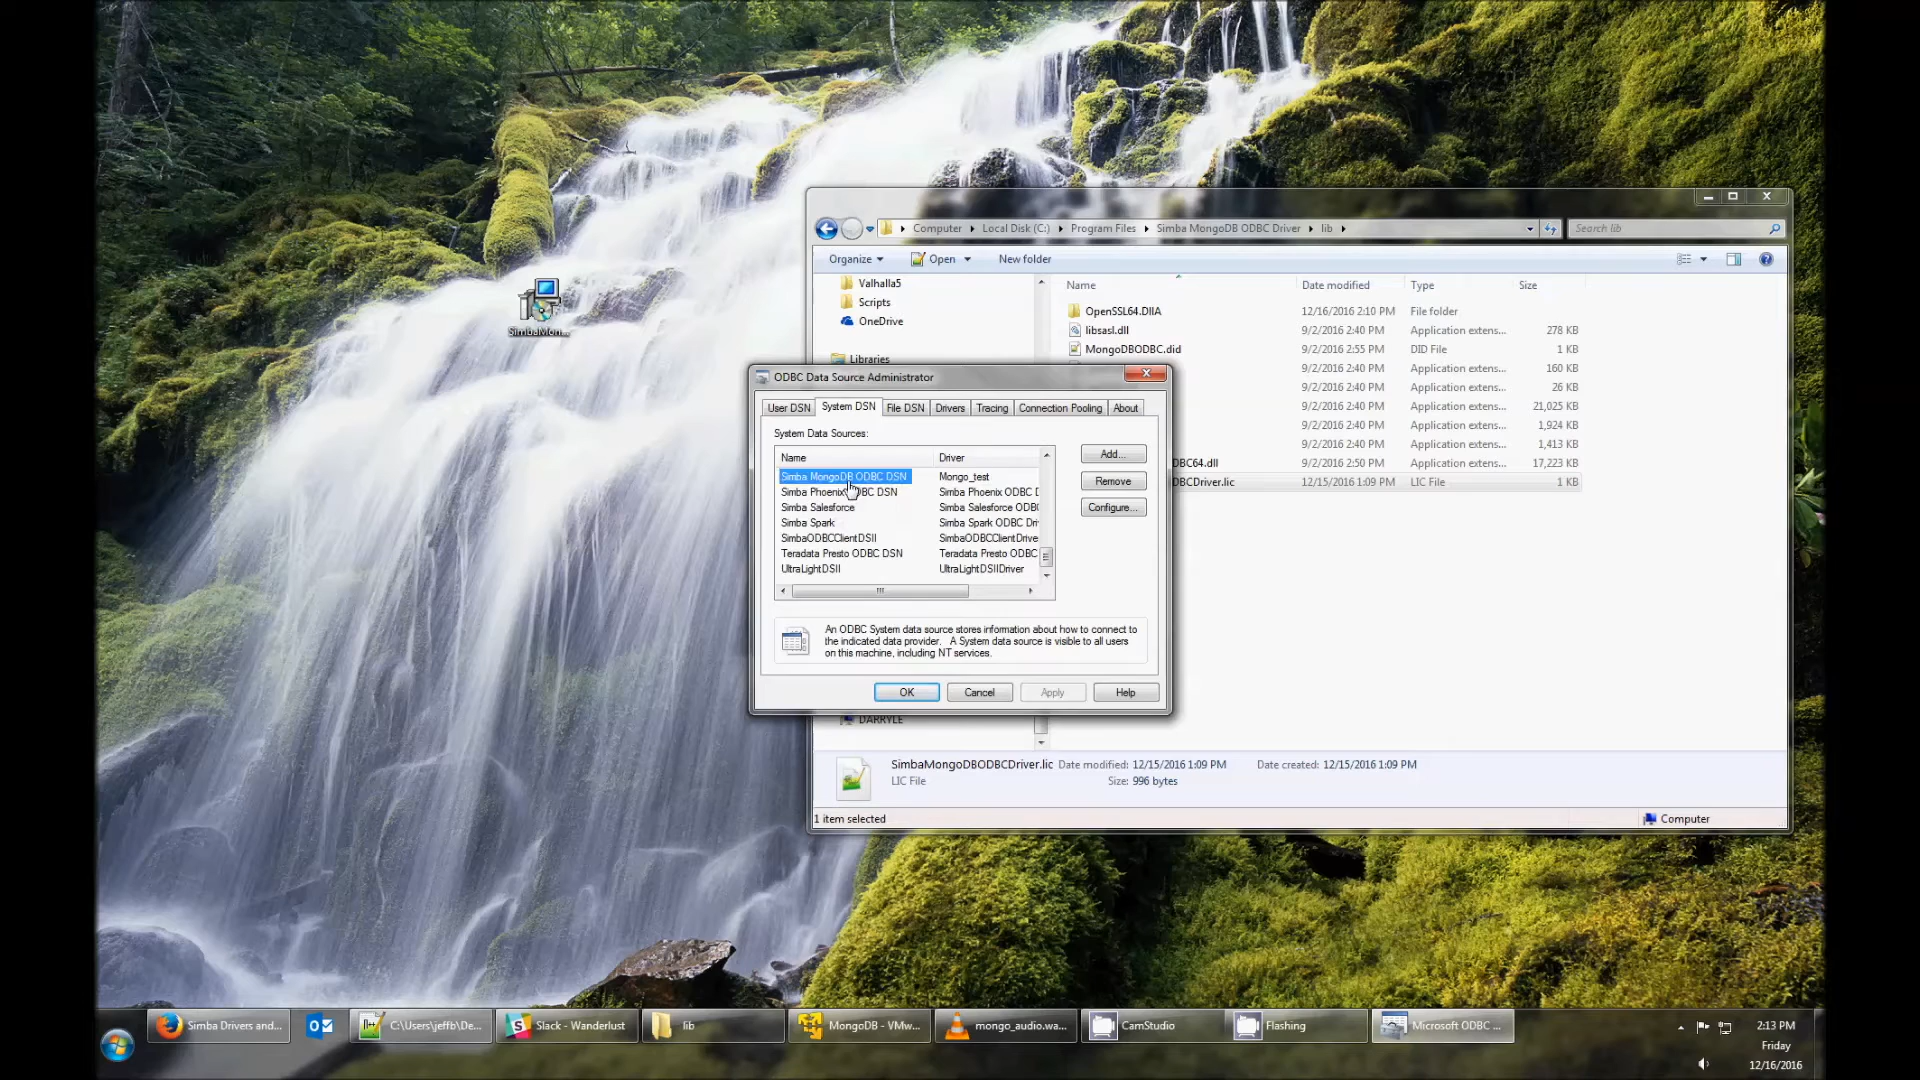 SimbaMon...
Computer
Local Disk (C:)
Program Files
Simba MongoDB ODBC Driver
lib
Search lib
Organize
Open
New folder
Valhalla5
Scripts
OneDrive
Libraries
DARRYLE
Name
Date modified
Type
Size
OpenSSL64.DllA
12/16/2016 2:10 PM
File folder
libsasl.dll
9/2/2016 2:40 PM
Application extens...
278 KB
MongoDBODBC.did
9/2/2016 2:55 PM
DID File
1 KB
9/2/2016 2:40 PM
Application extens...
160 KB
9/2/2016 2:40 PM
Application extens...
26 KB
9/2/2016 2:40 PM
Application extens...
21,025 KB
9/2/2016 2:40 PM
Application extens...
1,924 KB
9/2/2016 2:40 PM
Application extens...
1,413 KB
DBC64.dll
9/2/2016 2:50 PM
Application extens...
17,223 KB
BCDriver.lic
12/15/2016 1:09 PM
LIC File
1 KB
ODBC Data Source Administrator
User DSN
System DSN
File DSN
Drivers
Tracing
Connection Pooling
About
System Data Sources:
Name
Driver
Simba MongoDB ODBC DSN
Mongo_test
Simba Phoenix ODBC DSN
Simba Phoenix ODBC D
Simba Salesforce
Simba Salesforce ODB
Simba Spark
Simba Spark ODBC Dri
SimbaODBCClientDSII
SimbaODBCClientDrive
Teradata Presto ODBC DSN
Teradata Presto ODBC
UltraLightDSII
UltraLightDSIIDriver
Add...
Remove
Configure...
An ODBC System data source stores information about how to connect to
the indicated data provider. A System data source is visible to all users
on this machine, including NT services.
OK
Cancel
Apply
Help
SimbaMongoDBODBCDriver.lic
Date modified: 12/15/2016 1:09 PM
Date created: 12/15/2016 1:09 PM
LIC File
Size: 996 bytes
1 item selected
Computer
Simba Drivers and...
C:\Users\jeffb\De...
Slack - Wanderlust
lib
MongoDB - VMw...
mongo_audio.wa...
CamStudio
Flashing
Microsoft ODBC ...
2:13 PM
Friday
12/16/2016